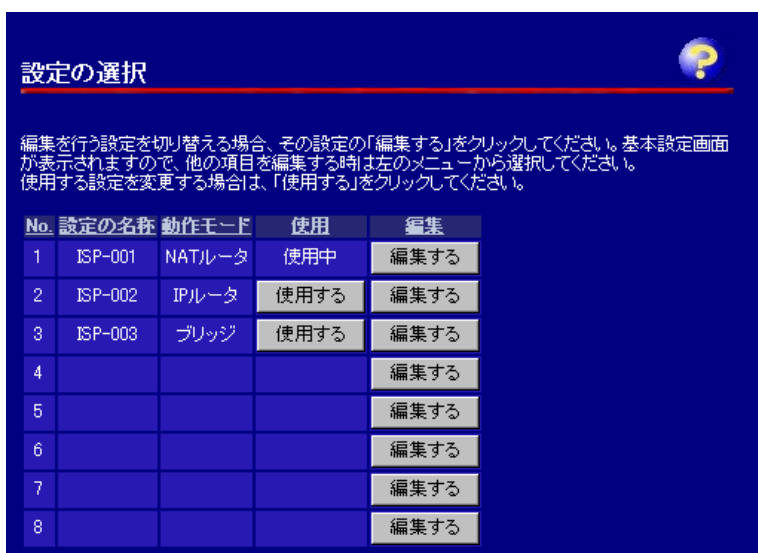 設定の選択
編集を行う設定を切り替える場合、その設定の「編集する」をクリックしてください。基本設定画面
が表示されますので、他の項目を編集する時は左のメニューから選択してください。
使用する設定を変更する場合は、「使用する」をクリックしてください。
No. 設定の名称 動作モード 使用 編集
1 ISP-001 NATルータ 使用中 編集する
2 ISP-002 IPルータ 使用する 編集する
3 ISP-003 ブリッジ 使用する 編集する
4 編集する
5 編集する
6 編集する
7 編集する
8 編集する